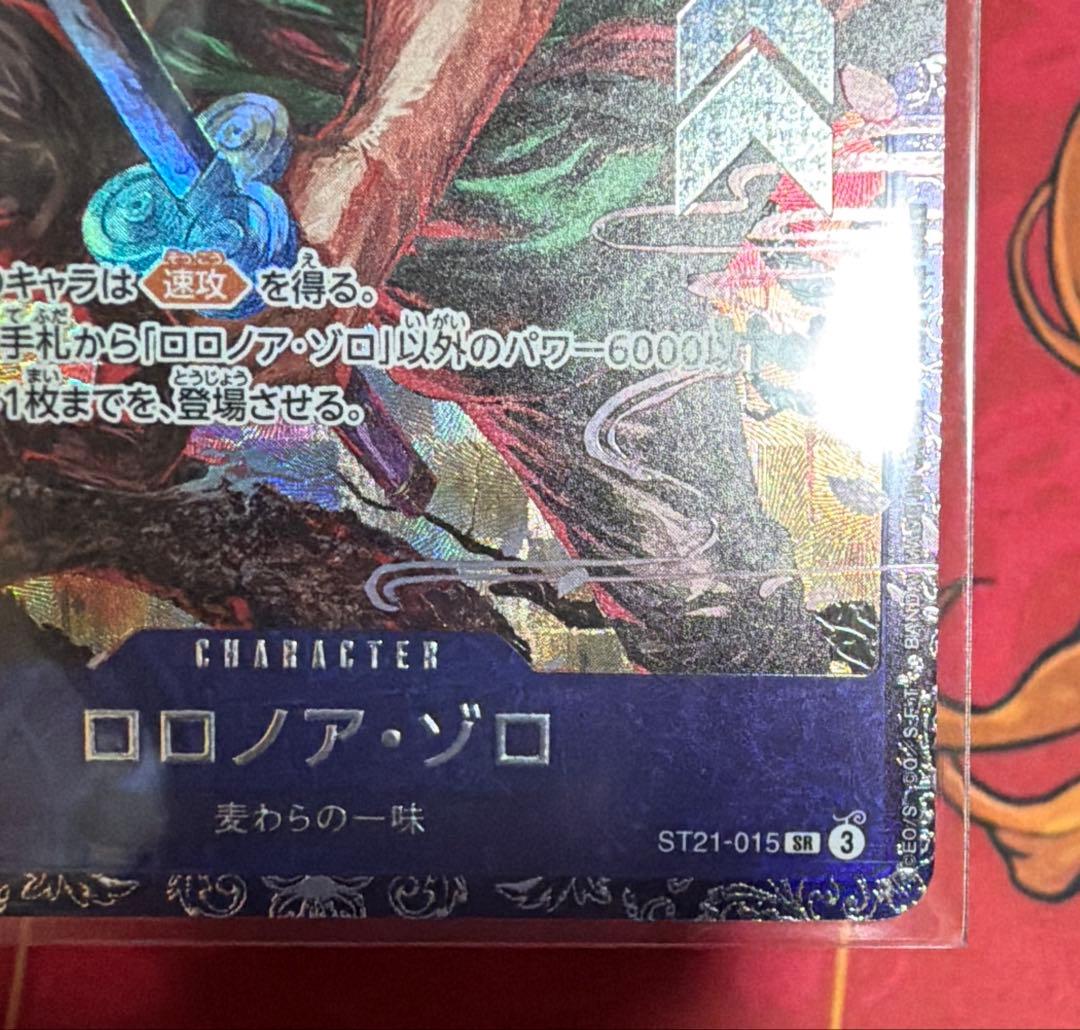 キャラは 速攻 を得る。
手札から「ロロノア・ゾロ」以外のパワー6000以
1枚までを、登場させる。
CHARACTER
ロロノア・ゾロ
麦わらの一味
ST21-015 SR 3